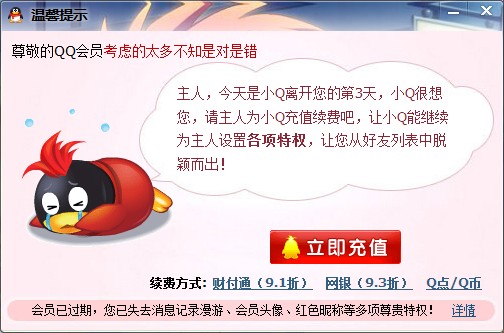 温馨提示
尊敬的QQ会员考虑的太多不知是对是错
主人，今天是小Q离开您的第3天，小Q很想
您，请主人为小Q充值续费吧，让小Q能继续
为主人设置各项特权，让您从好友列表中脱
颖而出！
立即充值
续费方式：财付通（9.1折） 网银（9.3折） Q点/Q币
会员已过期，您已失去消息记录漫游、会员头像、红色昵称等多项尊贵特权！ 详情